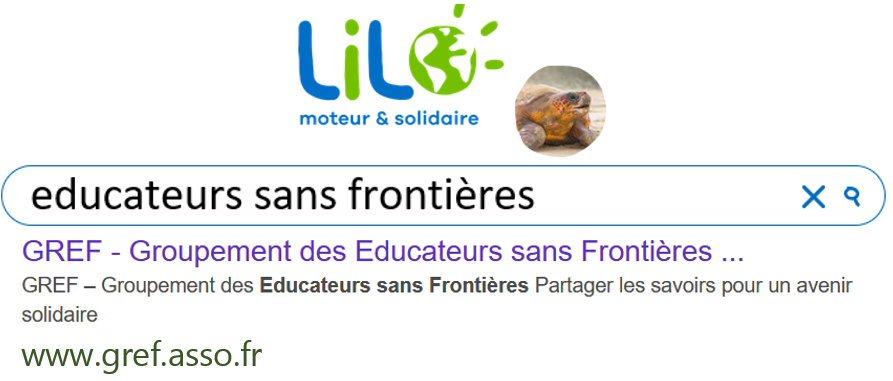 LiLO
moteur & solidaire
educateurs sans frontières
GREF - Groupement des Educateurs sans Frontières ...
GREF – Groupement des Educateurs sans Frontières Partager les savoirs pour un avenir
solidaire
www.gref.asso.fr